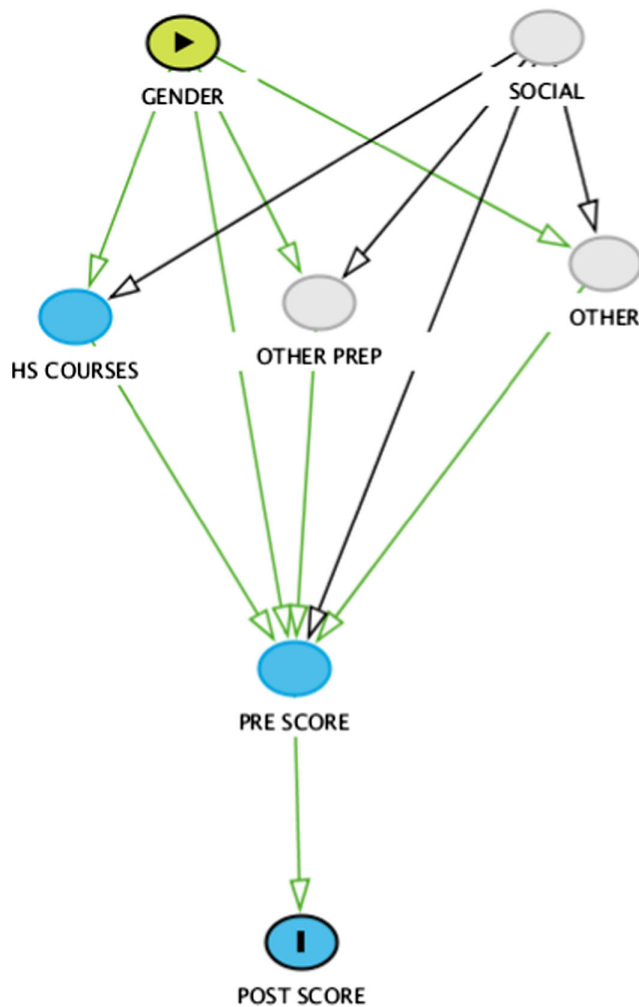 GENDER
SOCIAL
OTHER
OTHER PREP
HS COURSES
PRE SCORE
POST SCORE